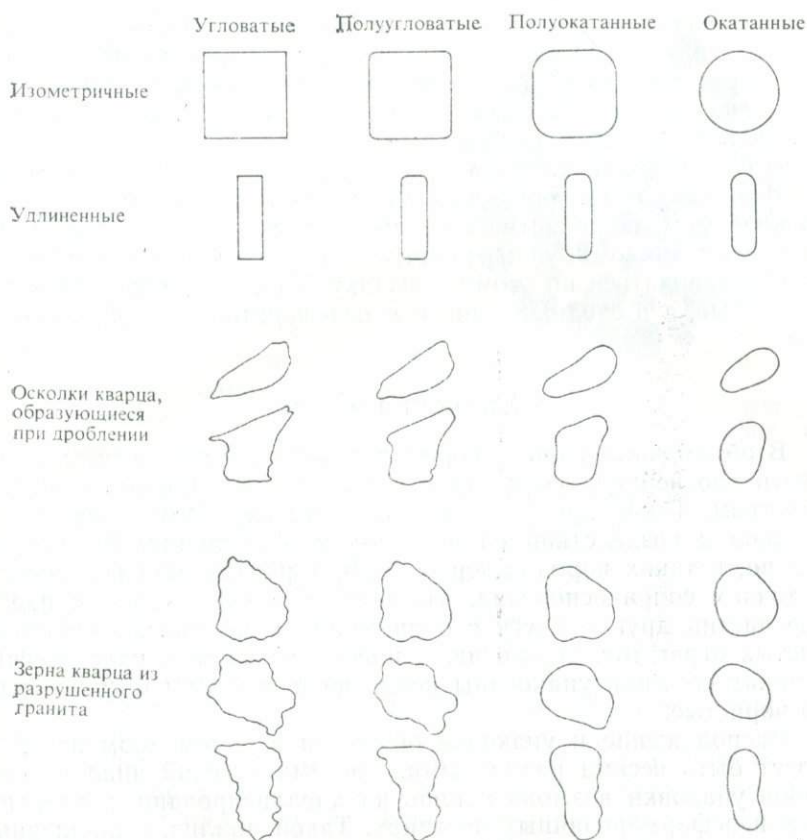 Угловатые Полуугловатые Полуокатанные Окатанные
Изометричные
Удлиненные
Осколки кварца,
образующиеся
при дроблении
Зерна кварца из
разрушенного
гранита